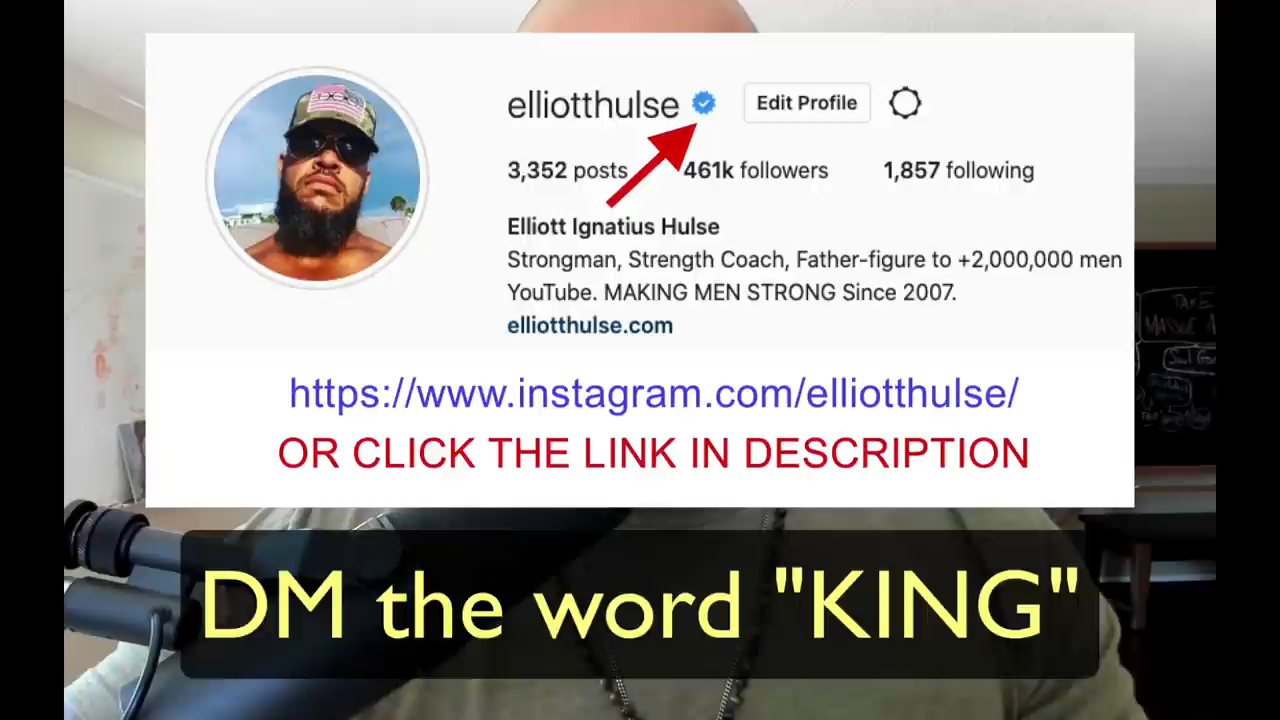 elliotthulse Edit Profile
3,352 posts 461k followers 1,857 following
Elliott Ignatius Hulse
Strongman, Strength Coach, Father-figure to +2,000,000 men
YouTube. MAKING MEN STRONG Since 2007.
elliotthulse.com
https://www.instagram.com/elliotthulse/
OR CLICK THE LINK IN DESCRIPTION
DM the word "KING"